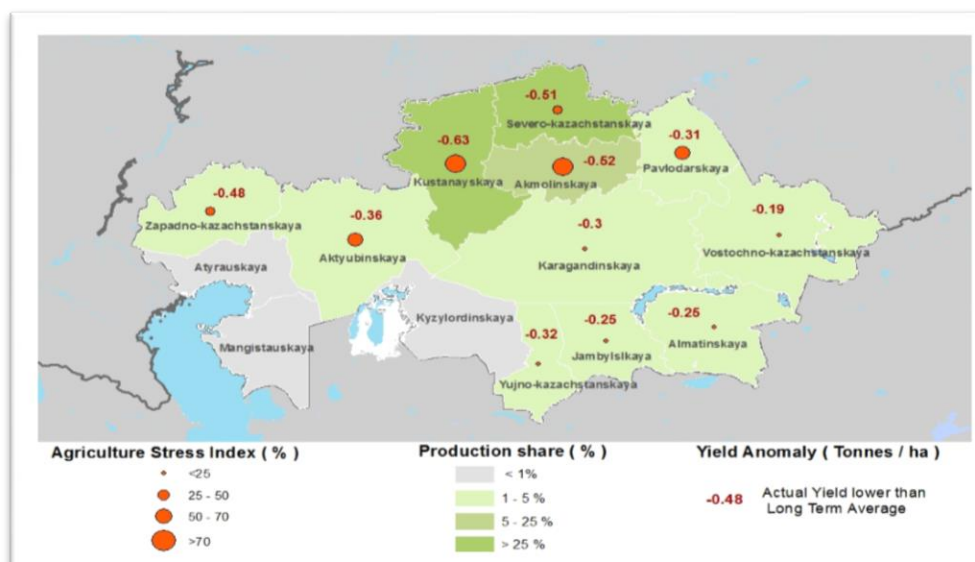 -0.51
Severo-kazachstanskaya
-0.63
Kustanayskaya
-0.52
Akmolinskaya
-0.31
Pavlodarskaya
-0.48
Zapadno-kazachstanskaya
-0.36
Aktyubinskaya
-0.3
Karagandinskaya
-0.19
Vostochno-kazachstanskaya
Atyrauskaya
Mangistauskaya
Kyzylordinskaya
-0.32
Yujno-kazachstanskaya
-0.25
Jambylslkaya
-0.25
Almatinskaya
Agriculture Stress Index ( % )
<25
25 - 50
50 - 70
>70
Production share ( % )
< 1%
1 - 5 %
5 - 25 %
> 25 %
Yield Anomaly ( Tonnes / ha )
-0.48
Actual Yield lower than
Long Term Average